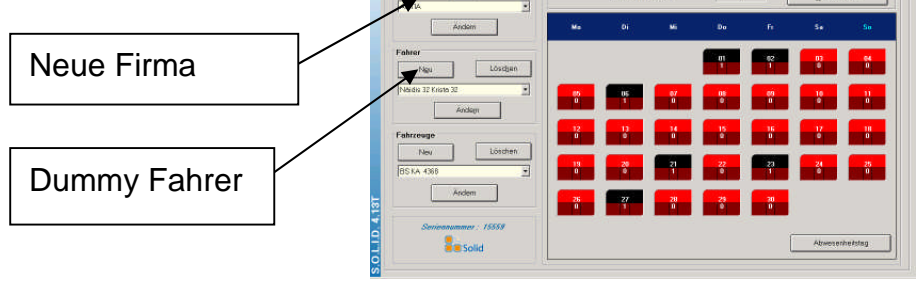 Neue Firma
Dummy Fahrer
Ändern
Fahrer
Neu Löschen
Ändern
Fahrzeuge
Neu Löschen
BS KA 4368
Ändern
Seriennummer : 15559
Solid
S.O.L.I.D. 4.13T
Mo Di Mi Do Fr Sa So
01 02 03 04
1 1 0 0
05 06 07 08 09 10 11
0 1 0 0 0 0 0
12 13 14 15 16 17 18
0 0 0 0 0 0 0
19 20 21 22 23 24 25
0 0 1 0 1 0 0
26 27 28 29 30
0 1 0 0 0
Abwesenheitstag